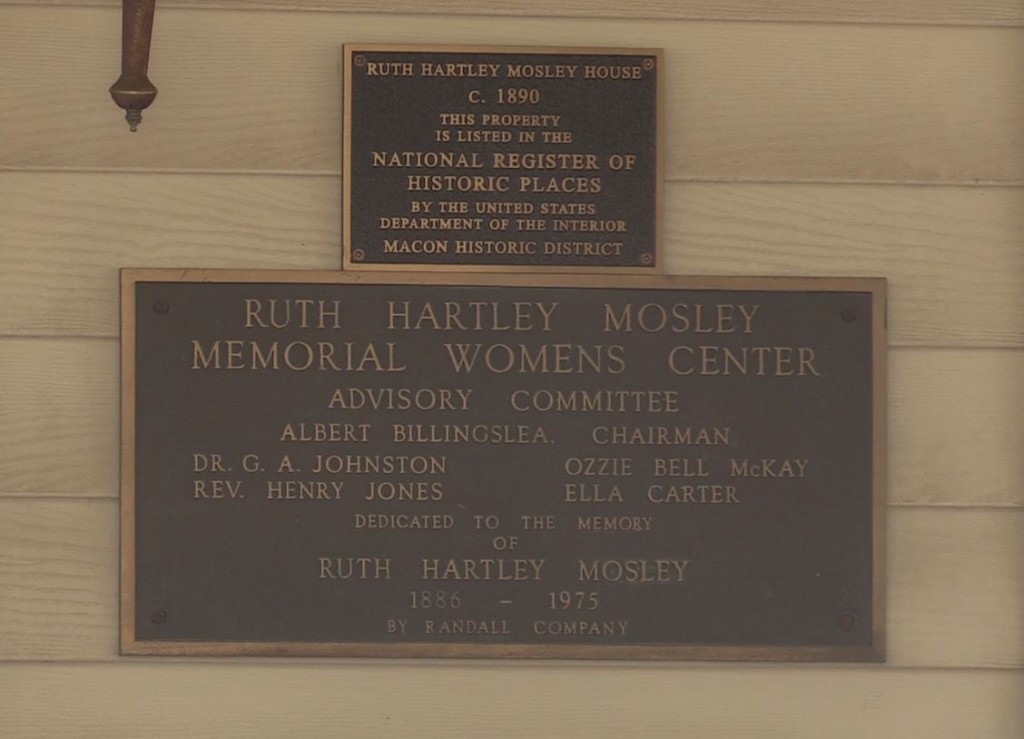 RUTH HARTLEY MOSLEY HOUSE
C. 1890
THIS PROPERTY
IS LISTED IN THE
NATIONAL REGISTER OF
HISTORIC PLACES
BY THE UNITED STATES
DEPARTMENT OF THE INTERIOR
MACON HISTORIC DISTRICT
RUTH HARTLEY MOSLEY
MEMORIAL WOMENS CENTER
ADVISORY COMMITTEE
ALBERT BILLINGSLEA, CHAIRMAN
DR. G. A. JOHNSTON OZZIE BELL McKAY
REV. HENRY JONES ELLA CARTER
DEDICATED TO THE MEMORY
OF
RUTH HARTLEY MOSLEY
1886 – 1975
BY RANDALL COMPANY